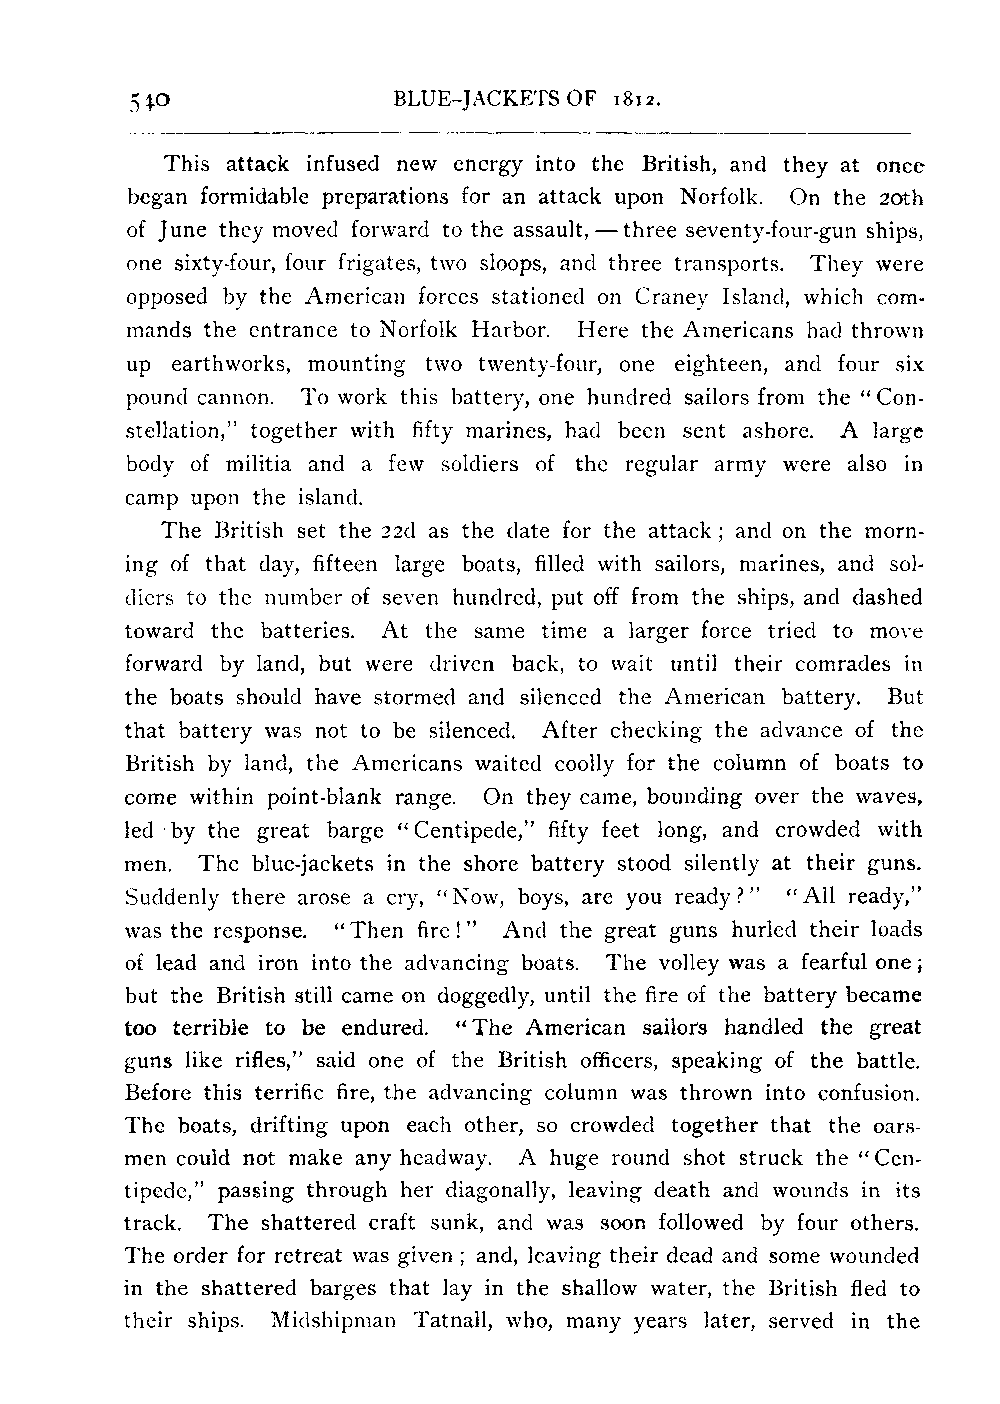 540 BLUE-JACKETS OF 1812.
This attack infused new energy into the British, and they at once
began formidable preparations for an attack upon Norfolk. On the 20th
of June they moved forward to the assault, — three seventy-four-gun ships,
one sixty-four, four frigates, two sloops, and three transports. They were
opposed by the American forces stationed on Craney Island, which com-
mands the entrance to Norfolk Harbor. Here the Americans had thrown
up earthworks, mounting two twenty-four, one eighteen, and four six
pound cannon. To work this battery, one hundred sailors from the “Con-
stellation,” together with fifty marines, had been sent ashore. A large
body of militia and a few soldiers of the regular army were also in
camp upon the island.
The British set the 22d as the date for the attack; and on the morn-
ing of that day, fifteen large boats, filled with sailors, marines, and sol-
diers to the number of seven hundred, put off from the ships, and dashed
toward the batteries. At the same time a larger force tried to move
forward by land, but were driven back, to wait until their comrades in
the boats should have stormed and silenced the American battery. But
that battery was not to be silenced. After checking the advance of the
British by land, the Americans waited coolly for the column of boats to
come within point-blank range. On they came, bounding over the waves,
led by the great barge “Centipede,” fifty feet long, and crowded with
men. The blue-jackets in the shore battery stood silently at their guns.
Suddenly there arose a cry, “Now, boys, are you ready?” “All ready,”
was the response. “Then fire!” And the great guns hurled their loads
of lead and iron into the advancing boats. The volley was a fearful one;
but the British still came on doggedly, until the fire of the battery became
too terrible to be endured. “The American sailors handled the great
guns like rifles,” said one of the British officers, speaking of the battle.
Before this terrific fire, the advancing column was thrown into confusion.
The boats, drifting upon each other, so crowded together that the oars-
men could not make any headway. A huge round shot struck the “Cen-
tipede,” passing through her diagonally, leaving death and wounds in its
track. The shattered craft sunk, and was soon followed by four others.
The order for retreat was given; and, leaving their dead and some wounded
in the shattered barges that lay in the shallow water, the British fled to
their ships. Midshipman Tatnall, who, many years later, served in the